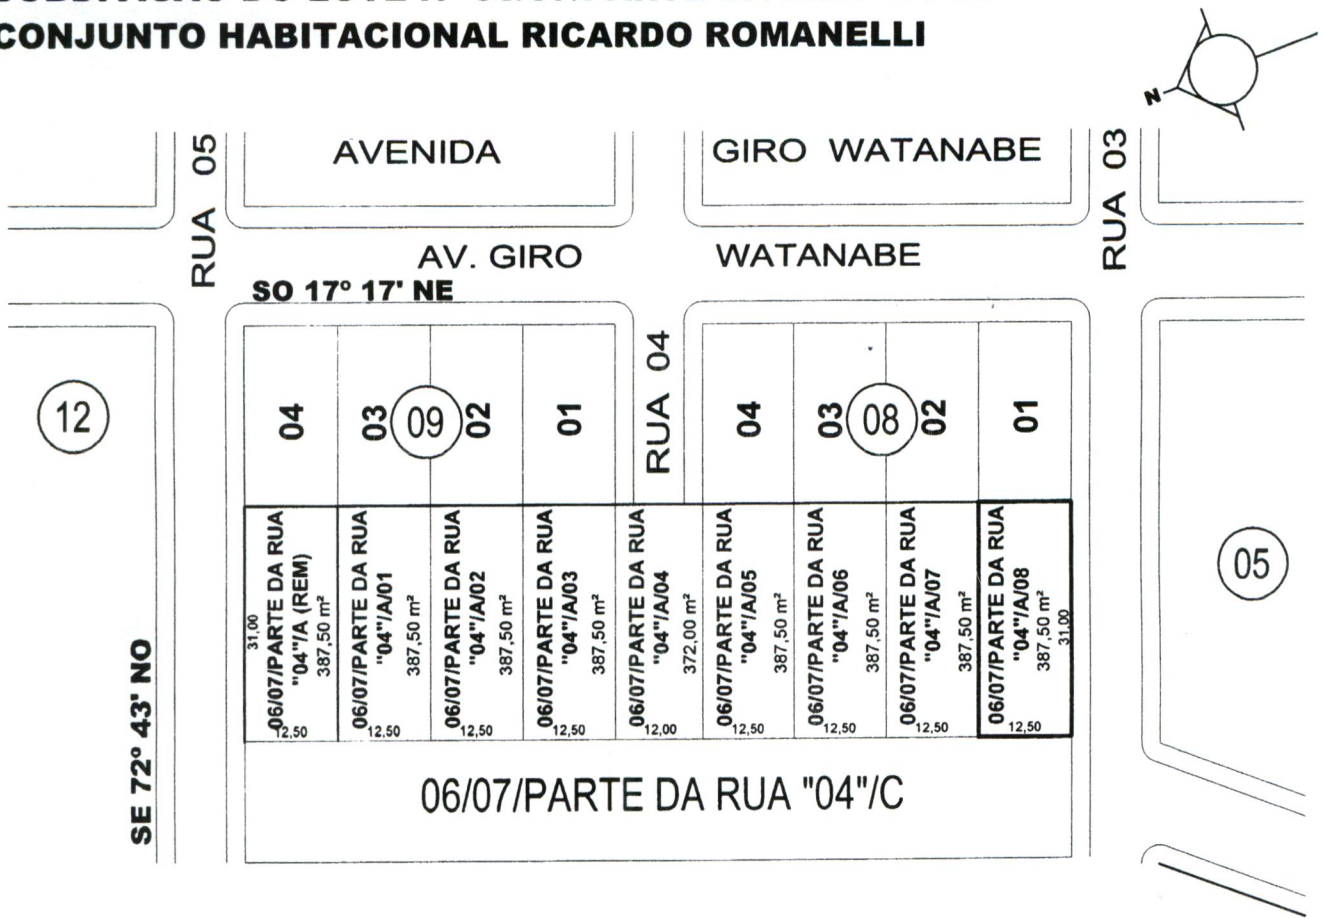 CONJUNTO HABITACIONAL RICARDO ROMANELLI
N
RUA 05
AVENIDA
GIRO WATANABE
RUA 03
AV. GIRO
WATANABE
SO 17º 17' NE
12
04
03
09
02
01
RUA 04
04
03
08
02
01
05
SE 72º 43' NO
31,00
06/07/PARTE DA RUA
"04"/A (REM)
387,50 m²
12,50
06/07/PARTE DA RUA
"04"/A/01
387,50 m²
12,50
06/07/PARTE DA RUA
"04"/A/02
387,50 m²
12,50
06/07/PARTE DA RUA
"04"/A/03
387,50 m²
12,50
06/07/PARTE DA RUA
"04"/A/04
372,00 m²
12,00
06/07/PARTE DA RUA
"04"/A/05
387,50 m²
12,50
06/07/PARTE DA RUA
"04"/A/06
387,50 m²
12,50
06/07/PARTE DA RUA
"04"/A/07
387,50 m²
12,50
06/07/PARTE DA RUA
"04"/A/08
387,50 m²
31,00
12,50
06/07/PARTE DA RUA "04"/C